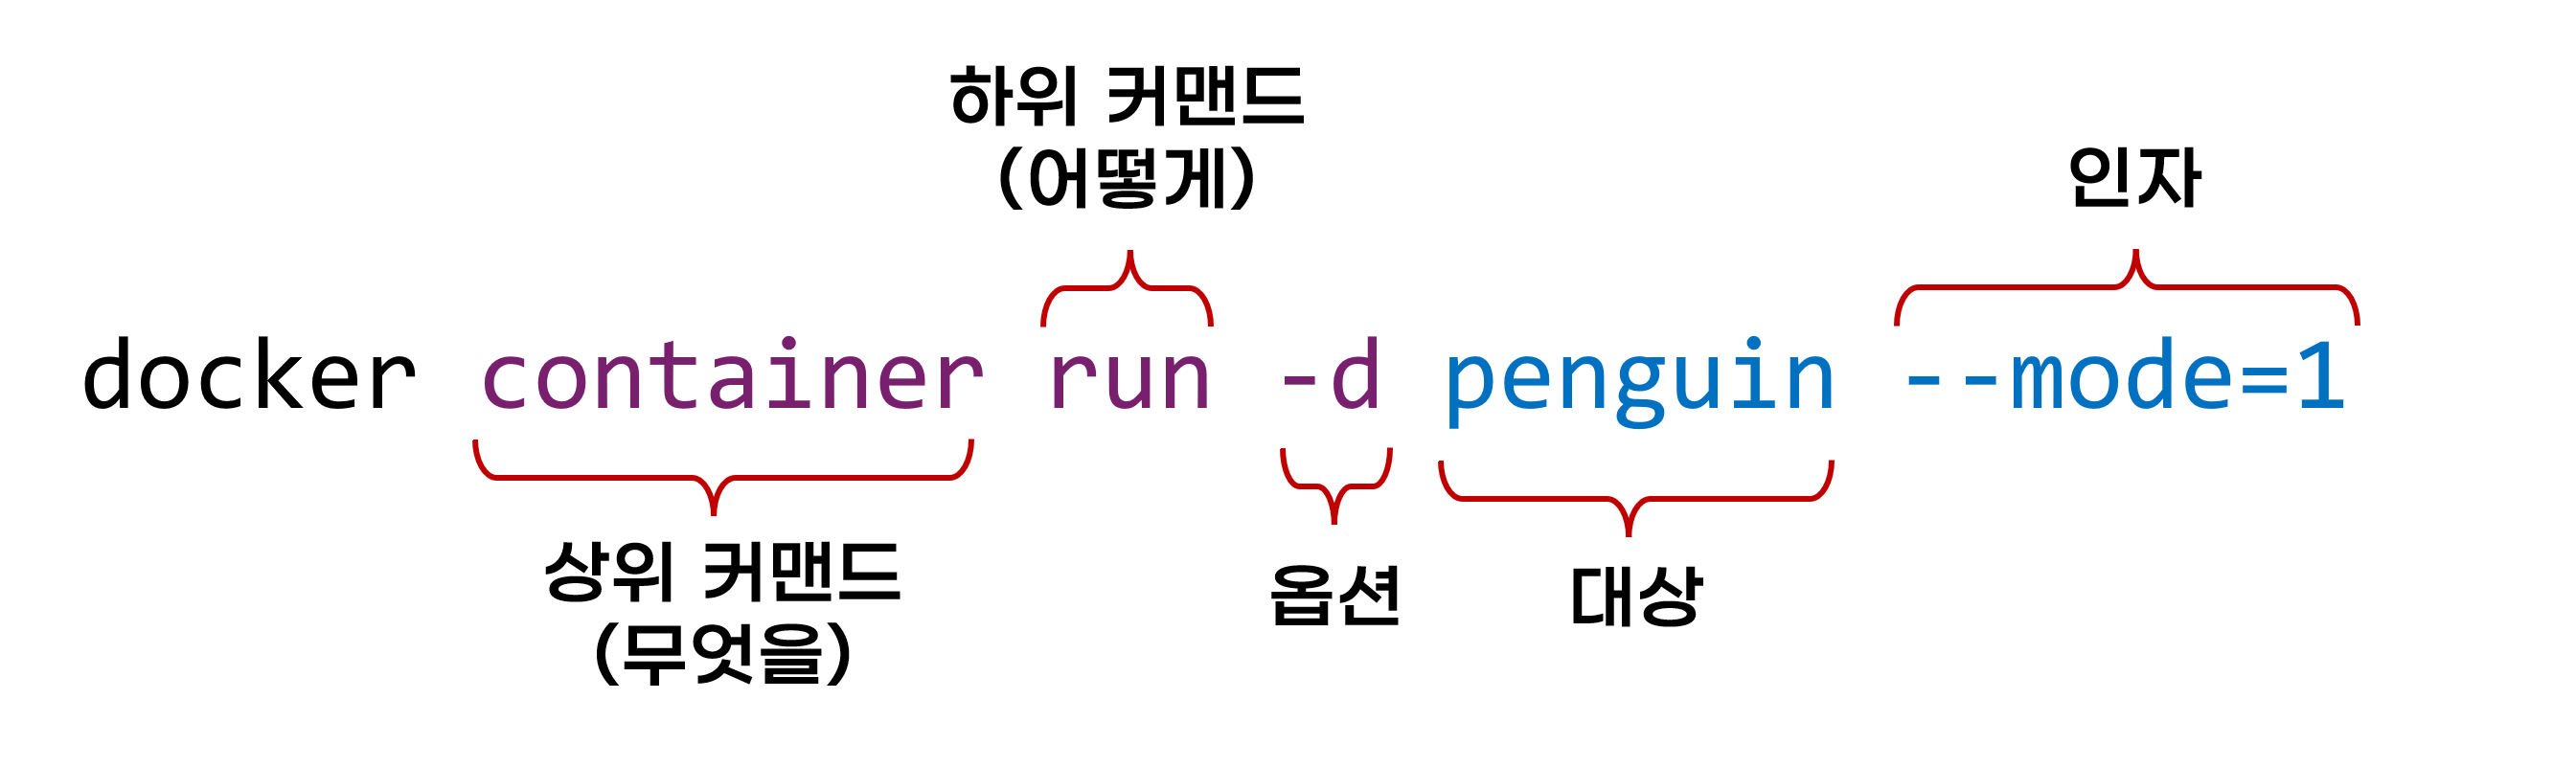 하위 커맨드
(어떻게)
인자
docker container run -d penguin --mode=1
상위 커맨드
(무엇을)
옵션
대상